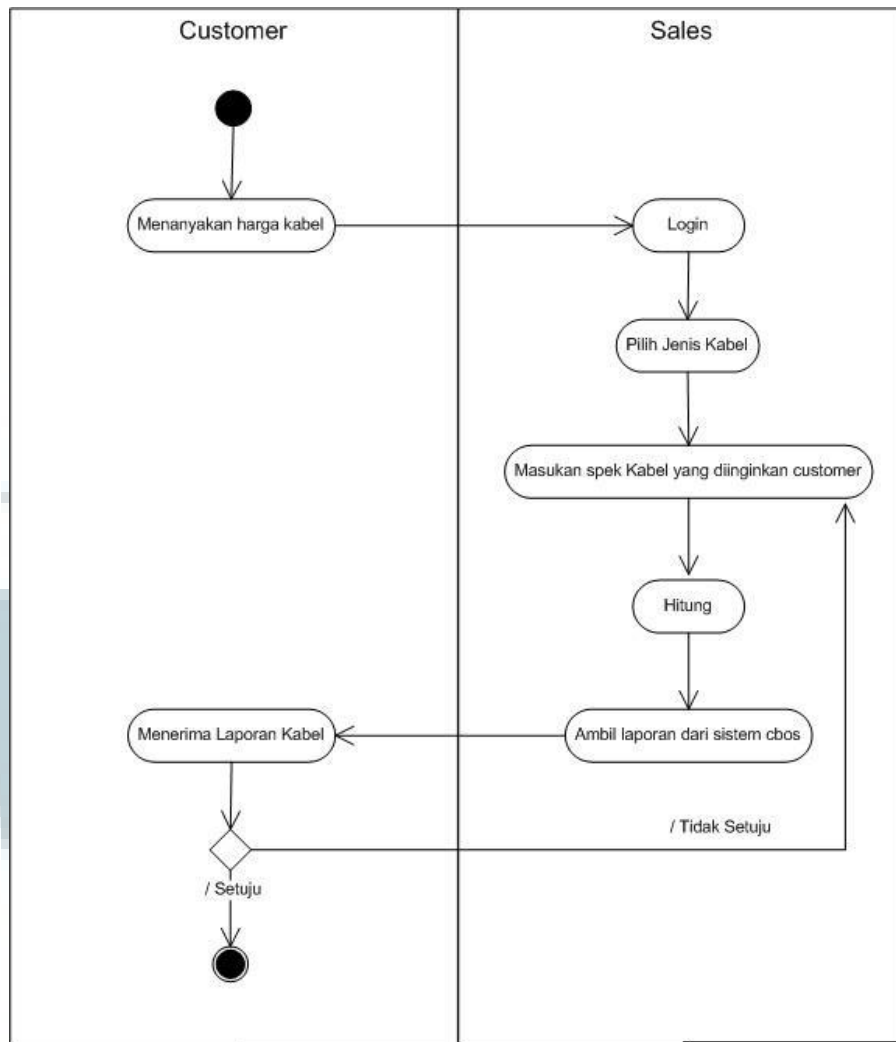 Customer
Sales
Menanyakan harga kabel
Login
Pilih Jenis Kabel
Masukan spek Kabel yang diinginkan customer
Hitung
Menerima Laporan Kabel
Ambil laporan dari sistem cbos
/ Tidak Setuju
/ Setuju